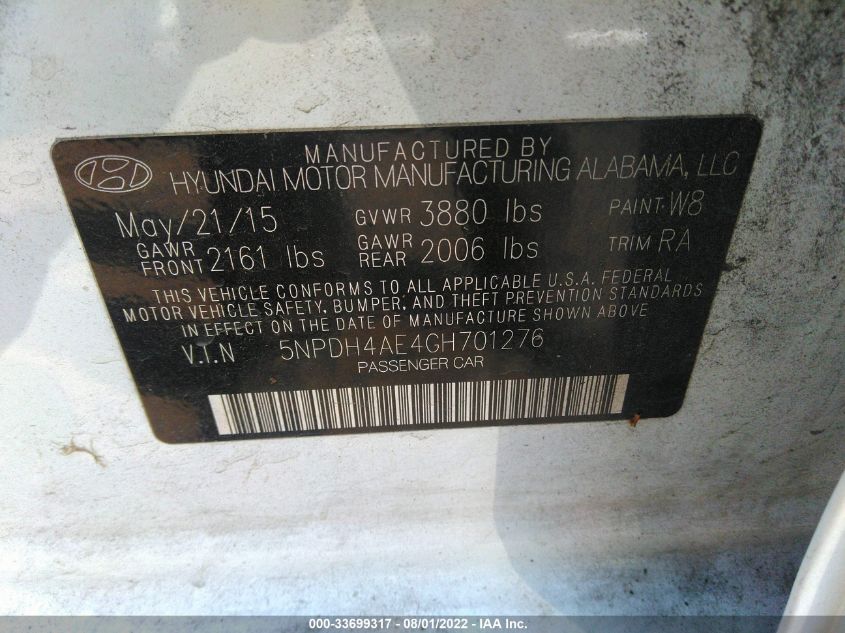 MANUFACTURED BY
HYUNDAI MOTOR MANUFACTURING ALABAMA, LLC
May/21/15 GVWR 3880 lbs PAINT W8
GAWR FRONT 2161 lbs GAWR REAR 2006 lbs TRIM RA
THIS VEHICLE CONFORMS TO ALL APPLICABLE U.S.A. FEDERAL
MOTOR VEHICLE SAFETY, BUMPER, AND THEFT PREVENTION STANDARDS
IN EFFECT ON THE DATE OF MANUFACTURE SHOWN ABOVE
V.I.N 5NPDH4AE4GH701276
PASSENGER CAR
000-33699317 - 08/01/2022 - IAA Inc.